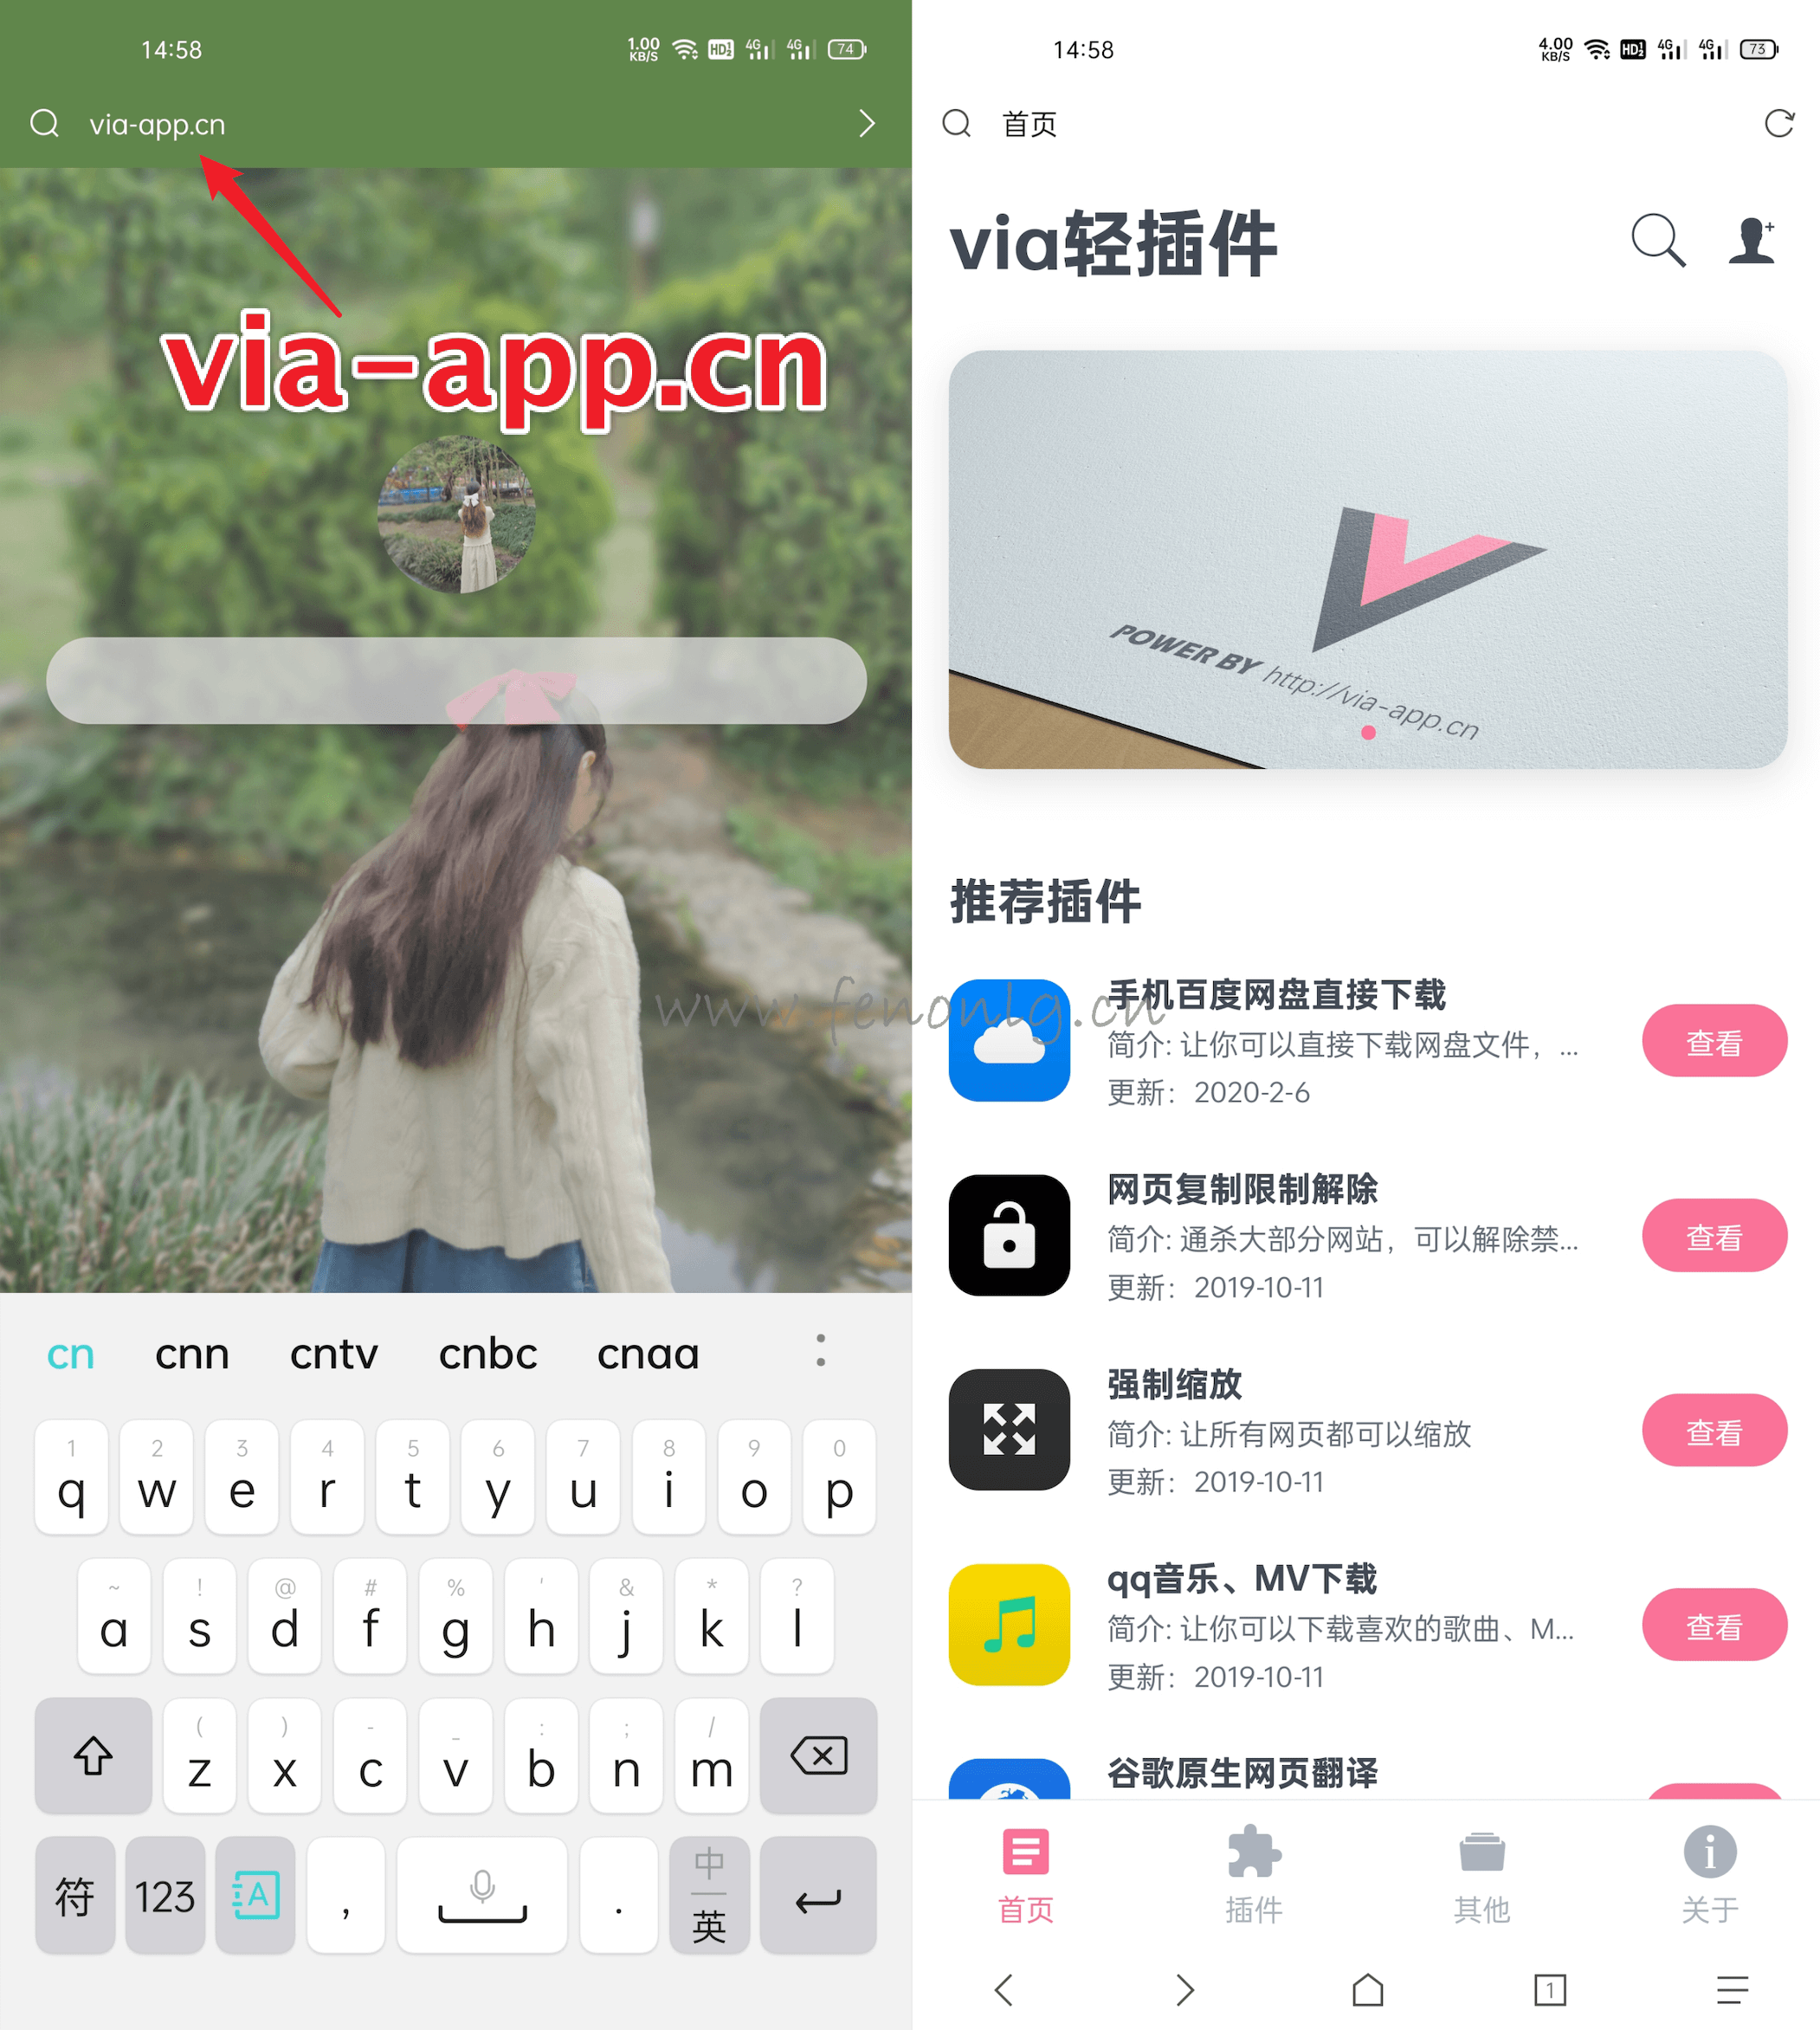 14:58
1.00 KB/S HD 1 2 4G 4G 74
via-app.cn
via-app.cn
cn cnn cntv cnbc cnaa
1 2 3 4 5 6 7 8 9 0
q w e r t y u i o p
~ ! @ # % ' & * ?
a s d f g h j k l
( ) - _ : ; /
z x c v b n m
符 123 A , . 中 英
14:58
4.00 KB/S HD 1 2 4G 4G 73
首页
via轻插件
POWER BY http://via-app.cn
推荐插件
手机百度网盘直接下载
www.fenonlg.cn
简介: 让你可以直接下载网盘文件，...
查看
更新： 2020-2-6
网页复制限制解除
简介: 通杀大部分网站，可以解除禁...
查看
更新： 2019-10-11
强制缩放
简介: 让所有网页都可以缩放
查看
更新： 2019-10-11
qq音乐、MV下载
简介: 让你可以下载喜欢的歌曲、M...
查看
更新： 2019-10-11
谷歌原生网页翻译
首页 插件 其他 关于
1